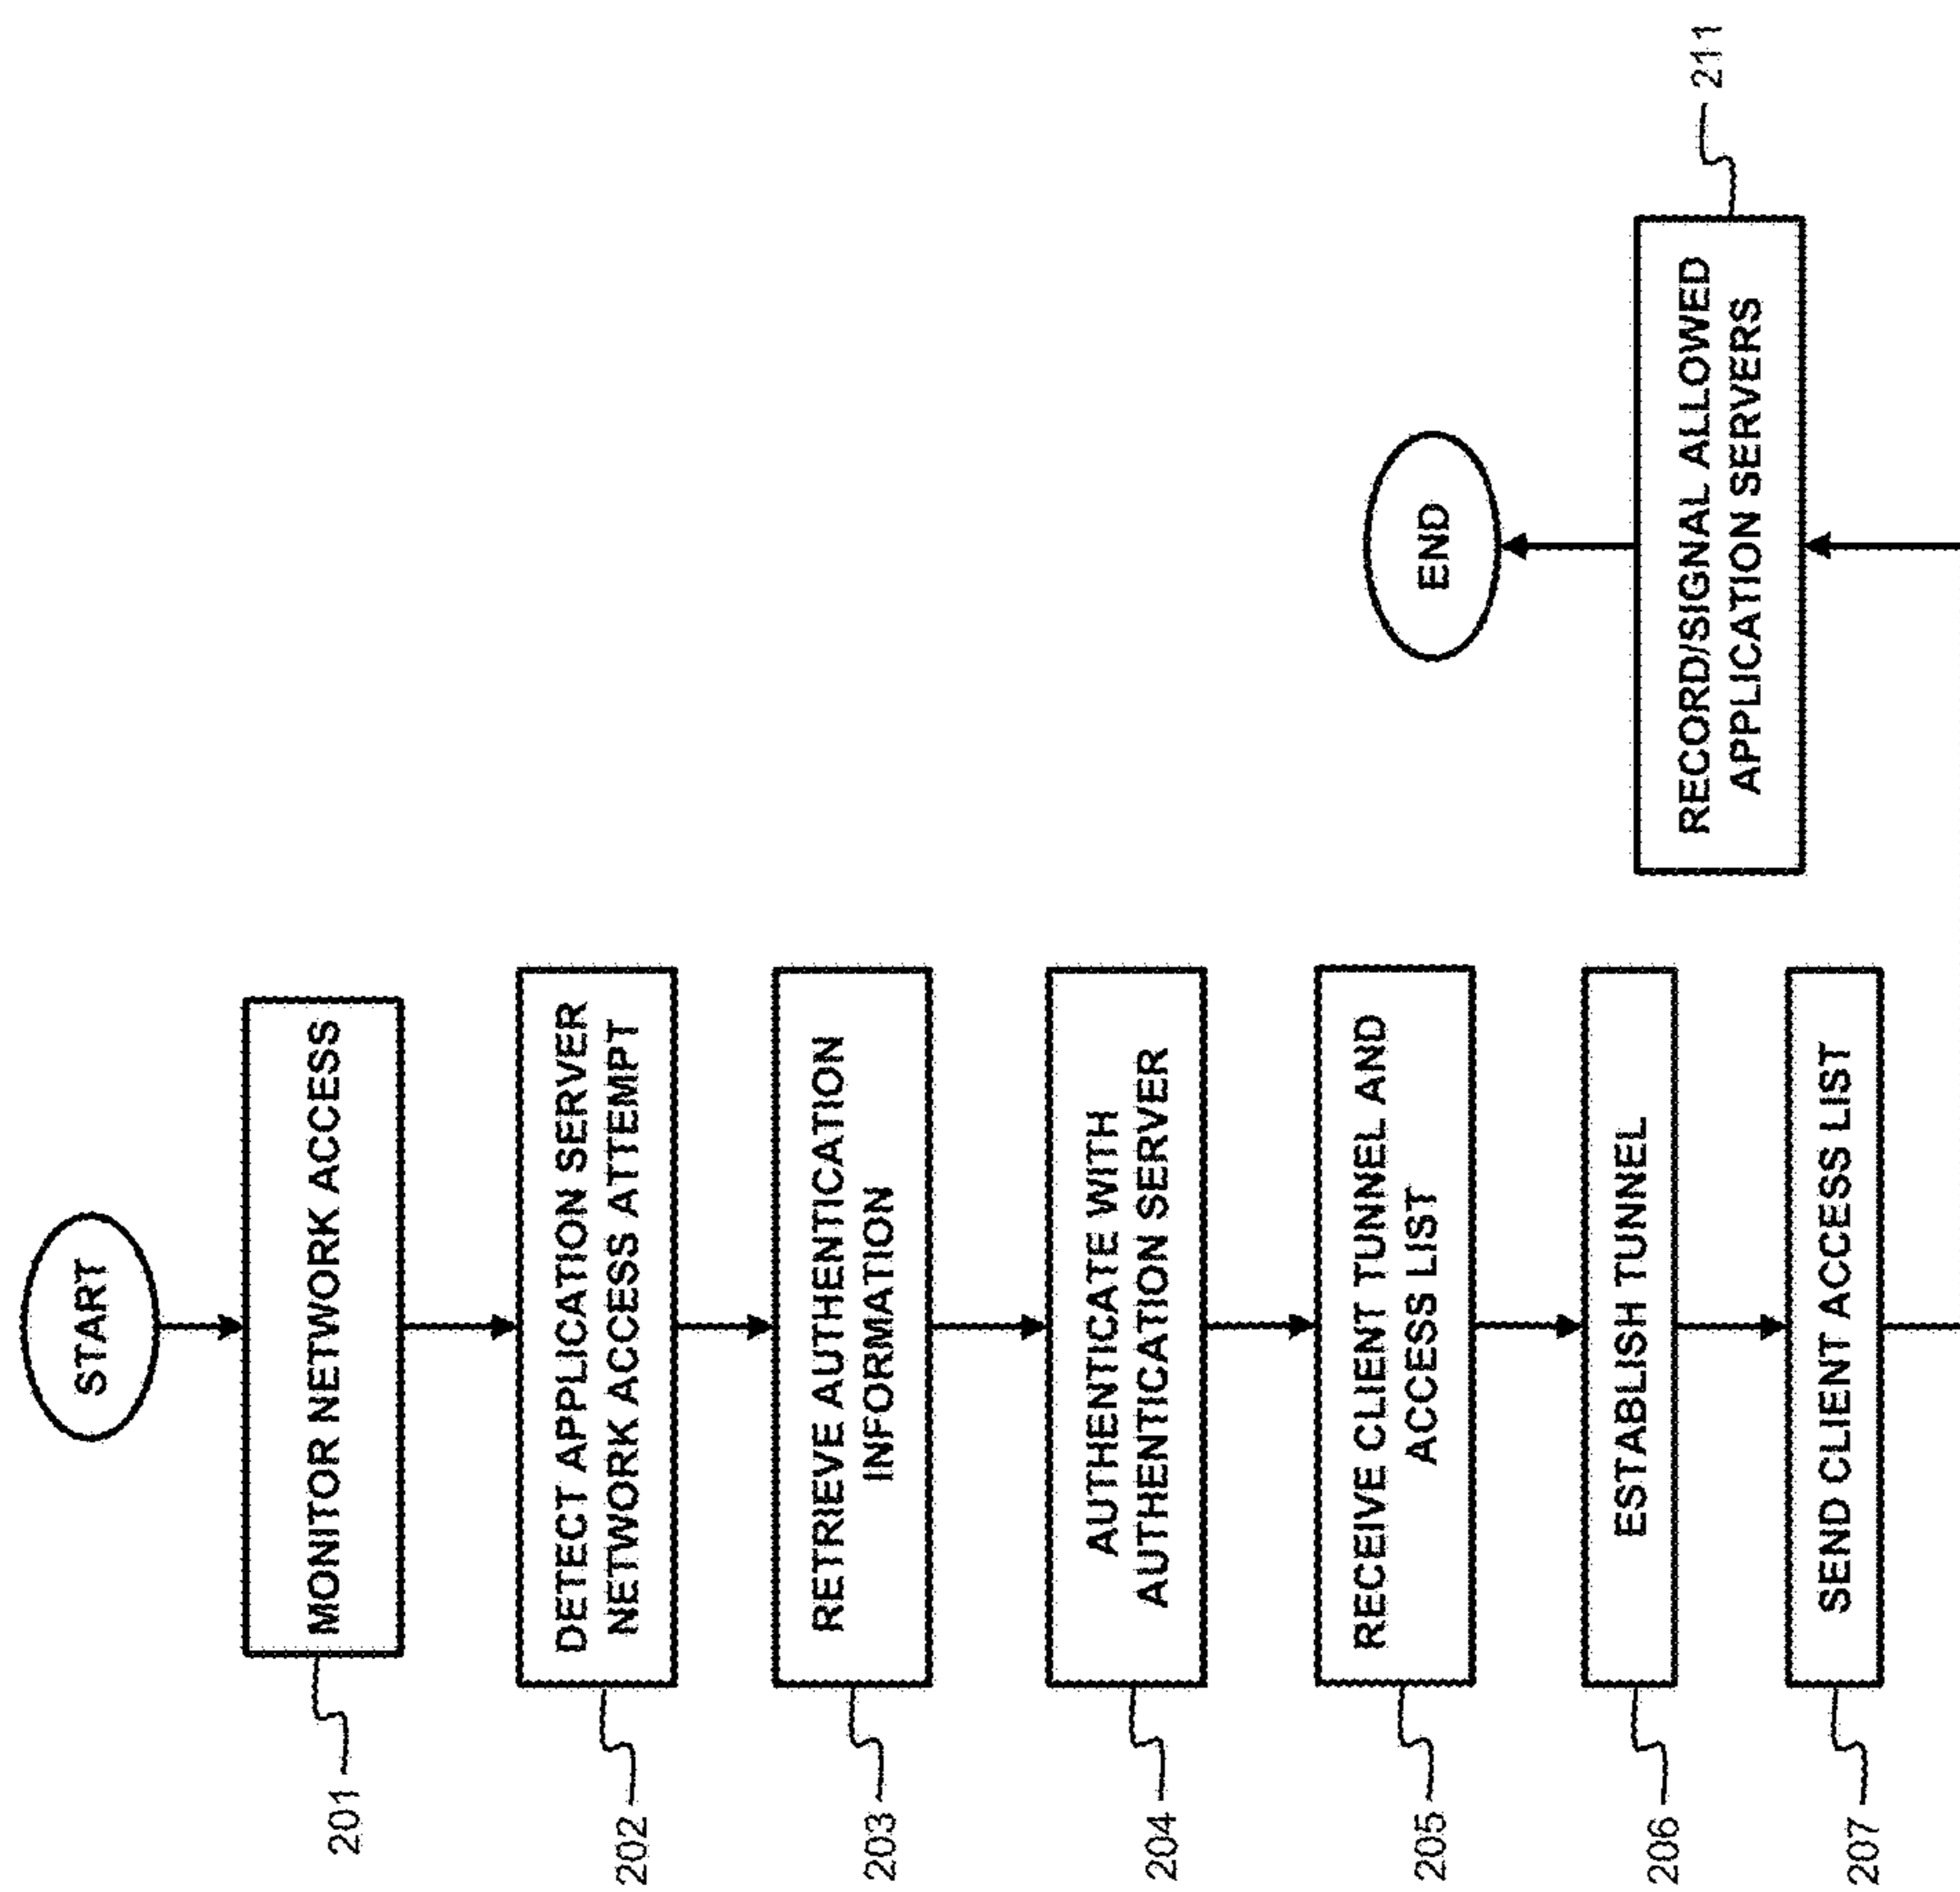 START
MONITOR NETWORK ACCESS
201
DETECT APPLICATION SERVER
NETWORK ACCESS ATTEMPT
202
RETRIEVE AUTHENTICATION
INFORMATION
203
AUTHENTICATE WITH
AUTHENTICATION SERVER
204
RECEIVE CLIENT TUNNEL AND
ACCESS LIST
205
ESTABLISH TUNNEL
206
SEND CLIENT ACCESS LIST
207
END
RECORD/SIGNAL ALLOWED
APPLICATION SERVERS
211